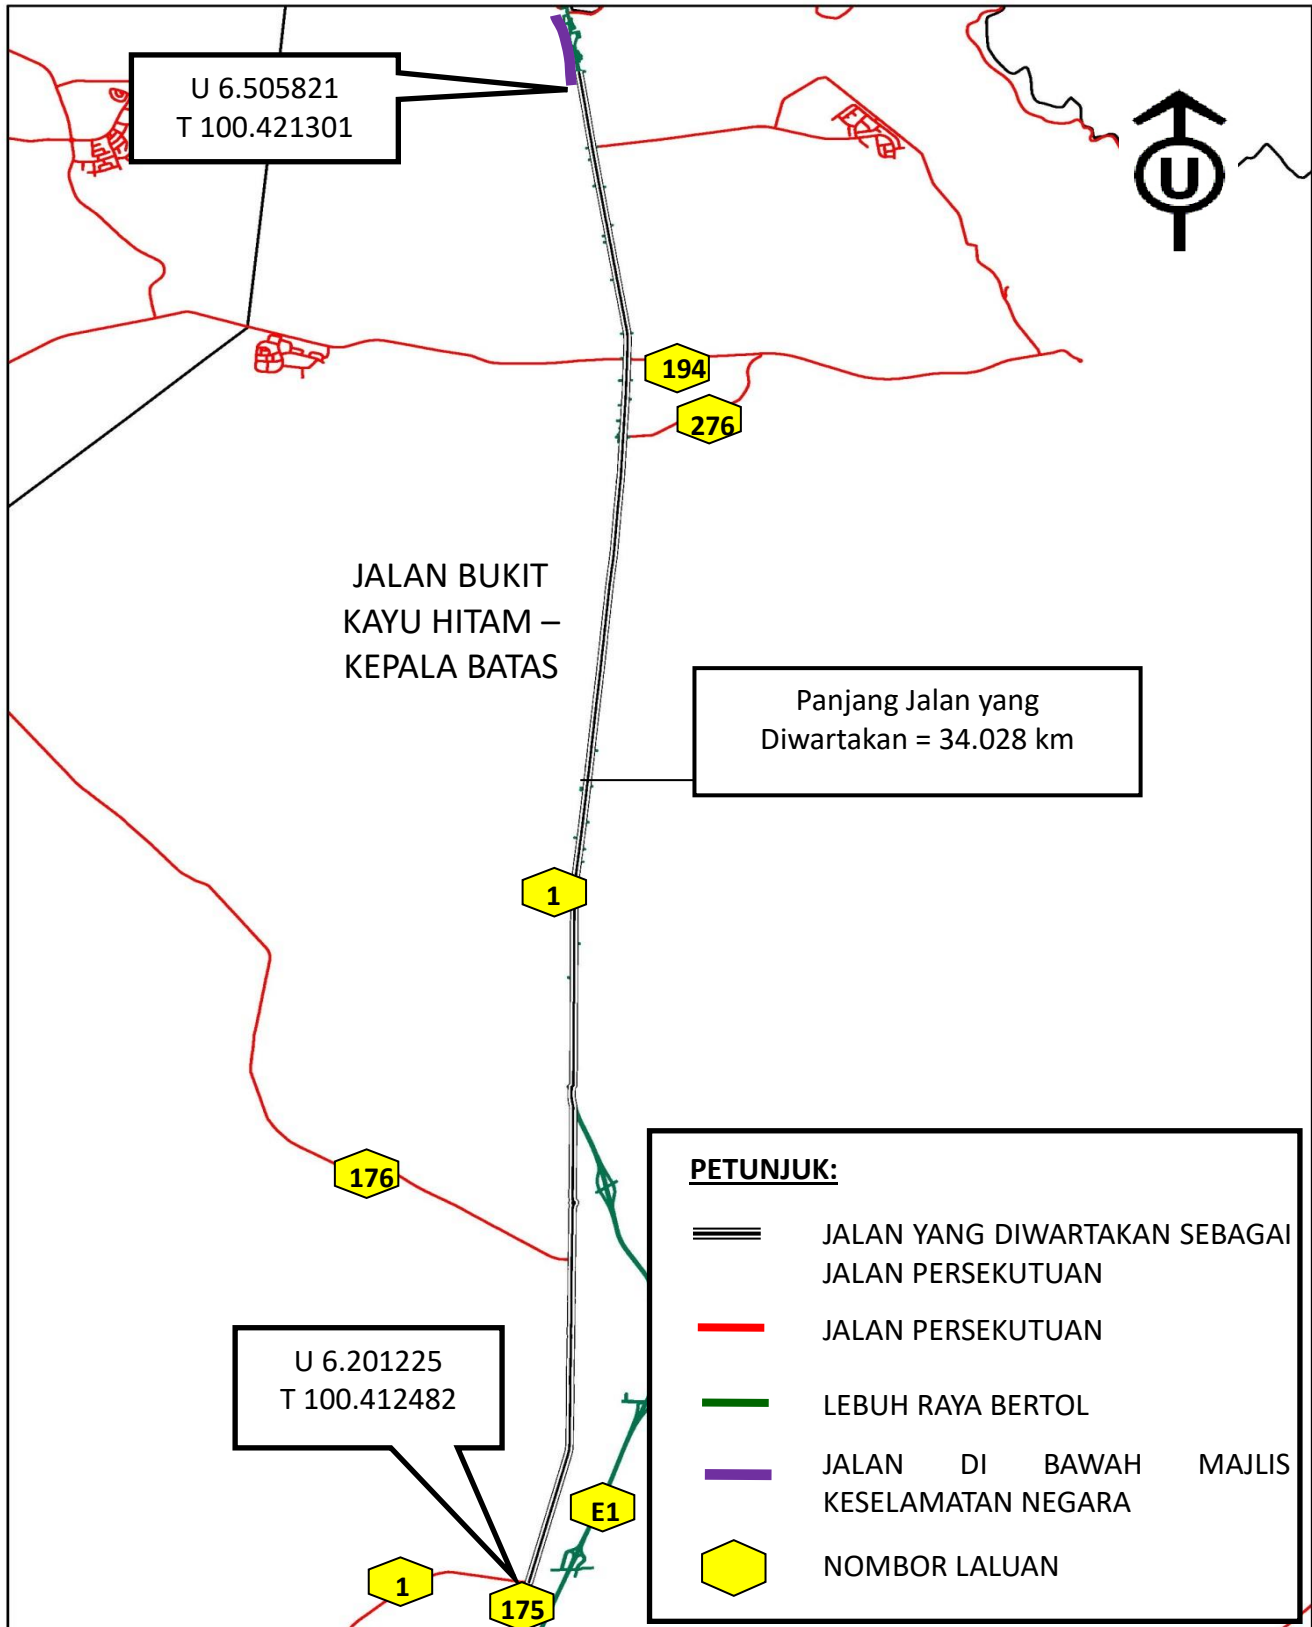 U 6.505821
T 100.421301
U
194
276
JALAN BUKIT
KAYU HITAM –
KEPALA BATAS
Panjang Jalan yang
Diwartakan = 34.028 km
1
176
U 6.201225
T 100.412482
E1
1
175
PETUNJUK:
JALAN YANG DIWARTAKAN SEBAGAI
JALAN PERSEKUTUAN
JALAN PERSEKUTUAN
LEBUH RAYA BERTOL
JALAN DI BAWAH MAJLIS
KESELAMATAN NEGARA
NOMBOR LALUAN